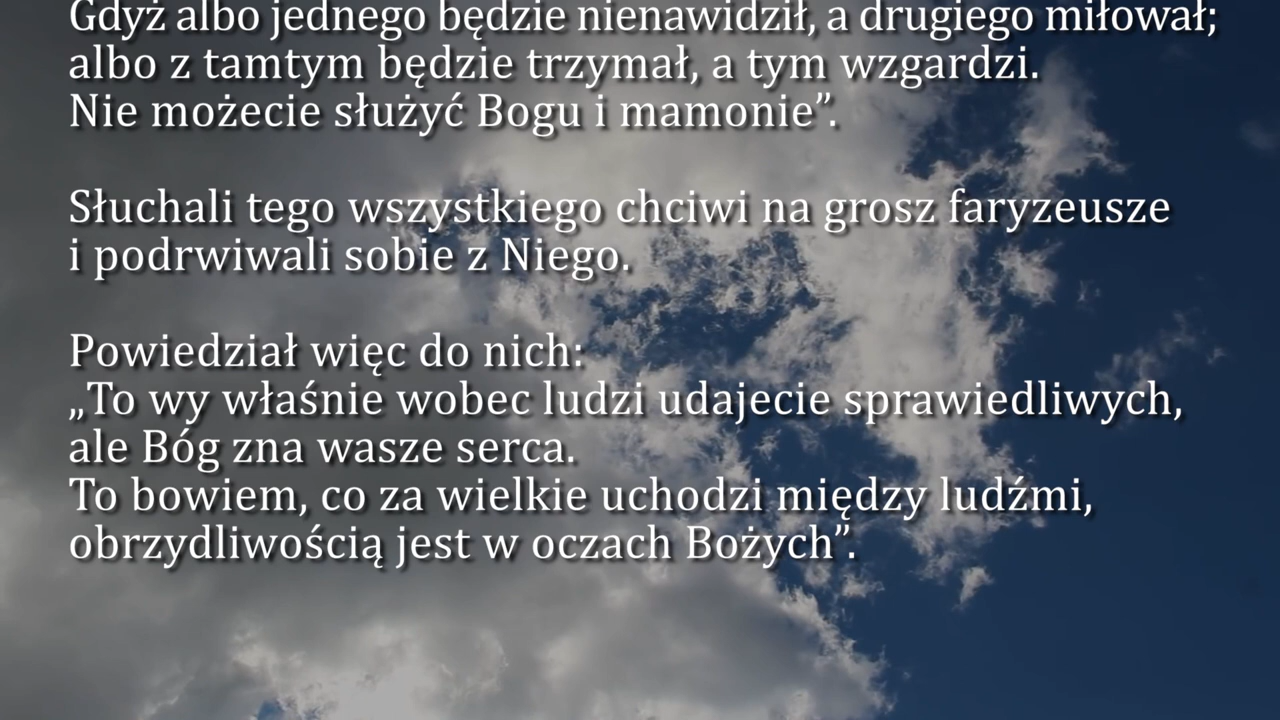 Gdyż albo jednego będzie nienawidził, a drugiego miłował;
albo z tamtym będzie trzymał, a tym wzgardzi.
Nie możecie służyć Bogu i mamonie”.
Słuchali tego wszystkiego chciwi na grosz faryzeusze
i podrwiwali sobie z Niego.
Powiedział więc do nich:
„To wy właśnie wobec ludzi udajecie sprawiedliwych,
ale Bóg zna wasze serca.
To bowiem, co za wielkie uchodzi między ludźmi,
obrzydliwością jest w oczach Bożych”.